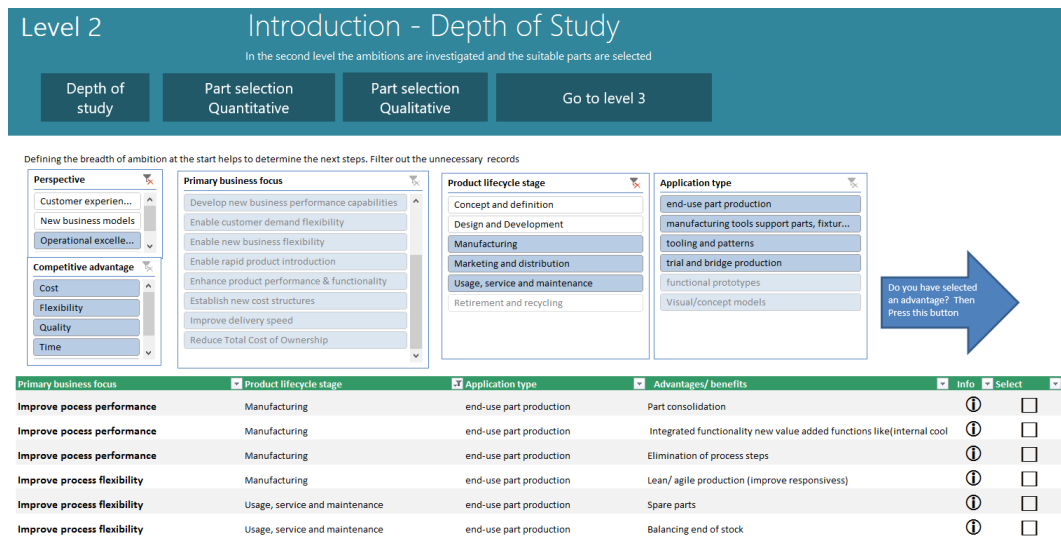 Level 2
Introduction - Depth of Study
In the second level the ambitions are investigated and the suitable parts are selected
Depth of
study
Part selection
Quantitative
Part selection
Qualitative
Go to level 3
Defining the breadth of ambition at the start helps to determine the next steps. Filter out the unnecessary records
Perspective
Customer experien...
New business models
Operational excelle...
Competitive advantage
Cost
Flexibility
Quality
Time
Primary business focus
Develop new business performance capabilities
Enable customer demand flexibility
Enable new business flexibility
Enable rapid product introduction
Enhance product performance & functionality
Establish new cost structures
Improve delivery speed
Reduce Total Cost of Ownership
Product lifecycle stage
Concept and definition
Design and Development
Manufacturing
Marketing and distribution
Usage, service and maintenance
Retirement and recycling
Application type
end-use part production
manufacturing tools support parts, fixtur...
tooling and patterns
trial and bridge production
functional prototypes
Visual/concept models
Do you have selected
an advantage? Then
Press this button
Primary business focus Product lifecycle stage Application type Advantages/ benefits Info Select
Improve pocess performance Manufacturing end-use part production Part consolidation
Improve pocess performance Manufacturing end-use part production Integrated functionality new value added functions like(internal cool
Improve pocess performance Manufacturing end-use part production Elimination of process steps
Improve process flexibility Manufacturing end-use part production Lean/ agile production (improve responsivess)
Improve process flexibility Usage, service and maintenance end-use part production Spare parts
Improve process flexibility Usage, service and maintenance end-use part production Balancing end of stock